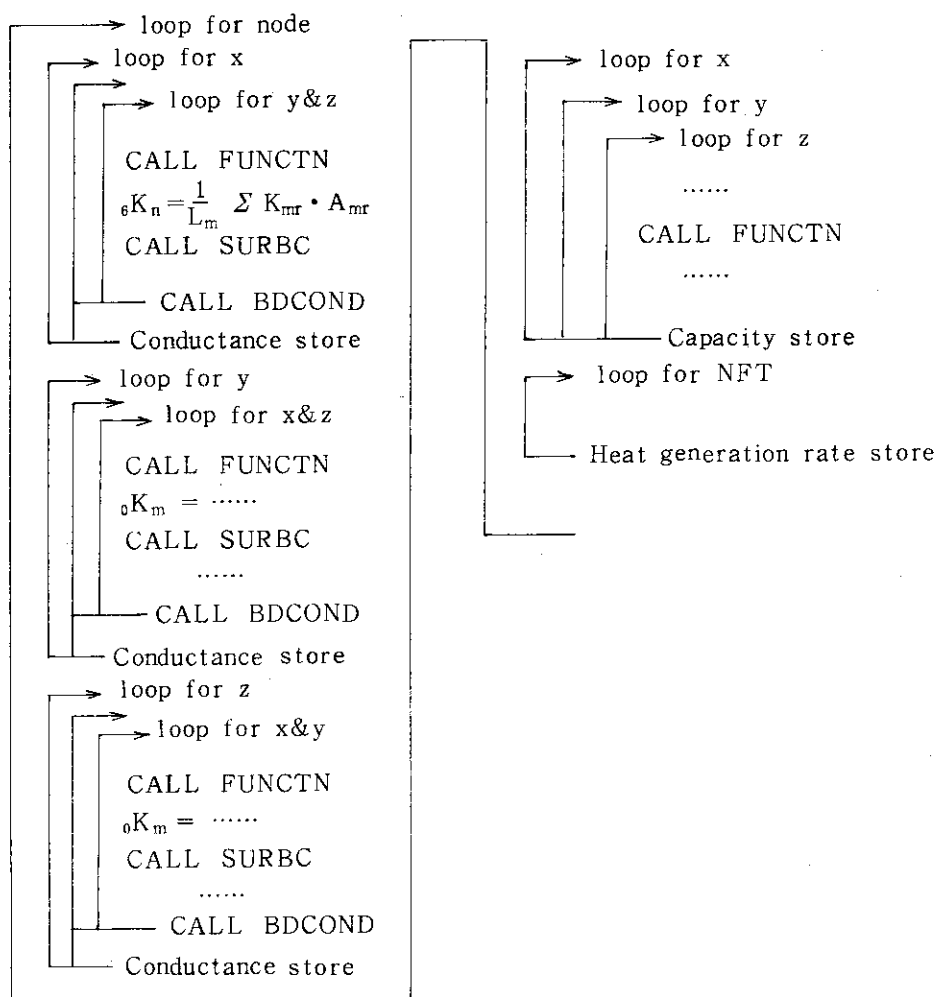 loop for node
loop for x
loop for y&z
CALL FUNCTN
₆Kₙ = 1/Lₘ Σ Kₘᵣ • Aₘᵣ
CALL SURBC
CALL BDCOND
Conductance store
loop for y
loop for x&z
CALL FUNCTN
₀Kₘ = ······
CALL SURBC
······
CALL BDCOND
Conductance store
loop for z
loop for x&y
CALL FUNCTN
₀Kₘ = ······
CALL SURBC
······
CALL BDCOND
Conductance store
loop for x
loop for y
loop for z
······
CALL FUNCTN
······
Capacity store
loop for NFT
Heat generation rate store